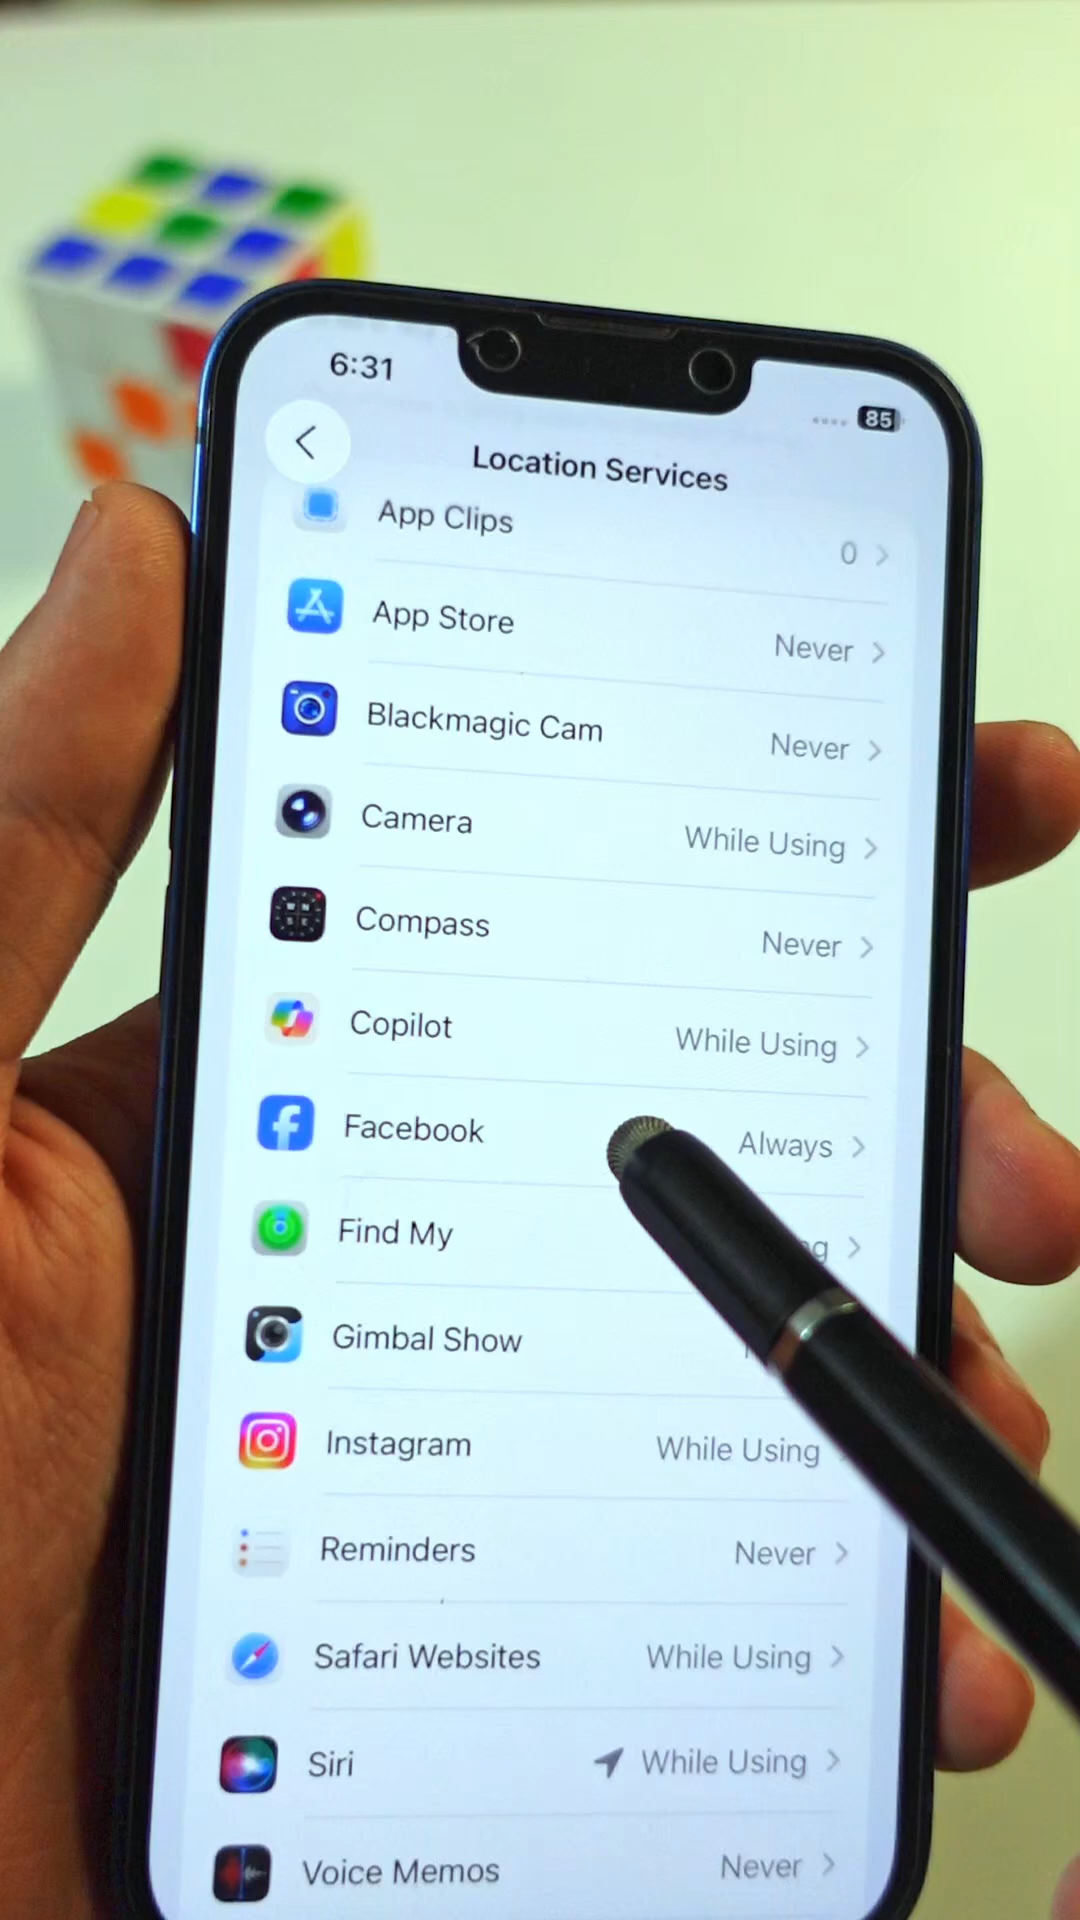 6:31
85
Location Services
App Clips 0
App Store Never
Blackmagic Cam Never
Camera While Using
Compass Never
Copilot While Using
Facebook Always
Find My
Gimbal Show
Instagram While Using
Reminders Never
Safari Websites While Using
Siri While Using
Voice Memos Never